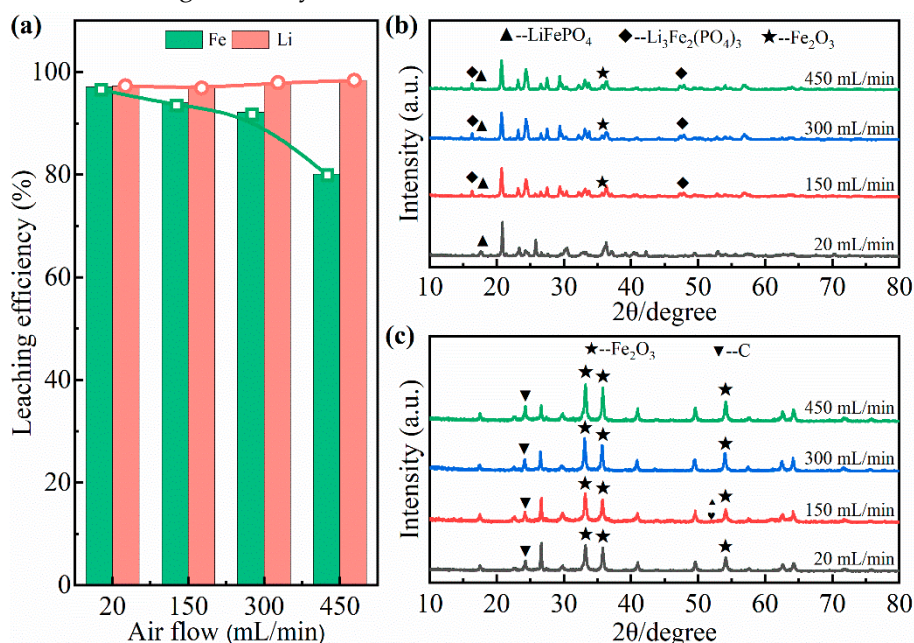 (a)
Fe Li
Leaching efficiency (%)
100
80
60
40
20
0
20 150 300 450
Air flow (mL/min)
(b)
▲--LiFePO₄ ◆--Li₃Fe₂(PO₄)₃ ★--Fe₂O₃
450 mL/min
300 mL/min
150 mL/min
20 mL/min
Intensity (a.u.)
10 20 30 40 50 60 70 80
2θ/degree
(c)
★--Fe₂O₃ ▼--C
450 mL/min
300 mL/min
150 mL/min
20 mL/min
Intensity (a.u.)
10 20 30 40 50 60 70 80
2θ/degree